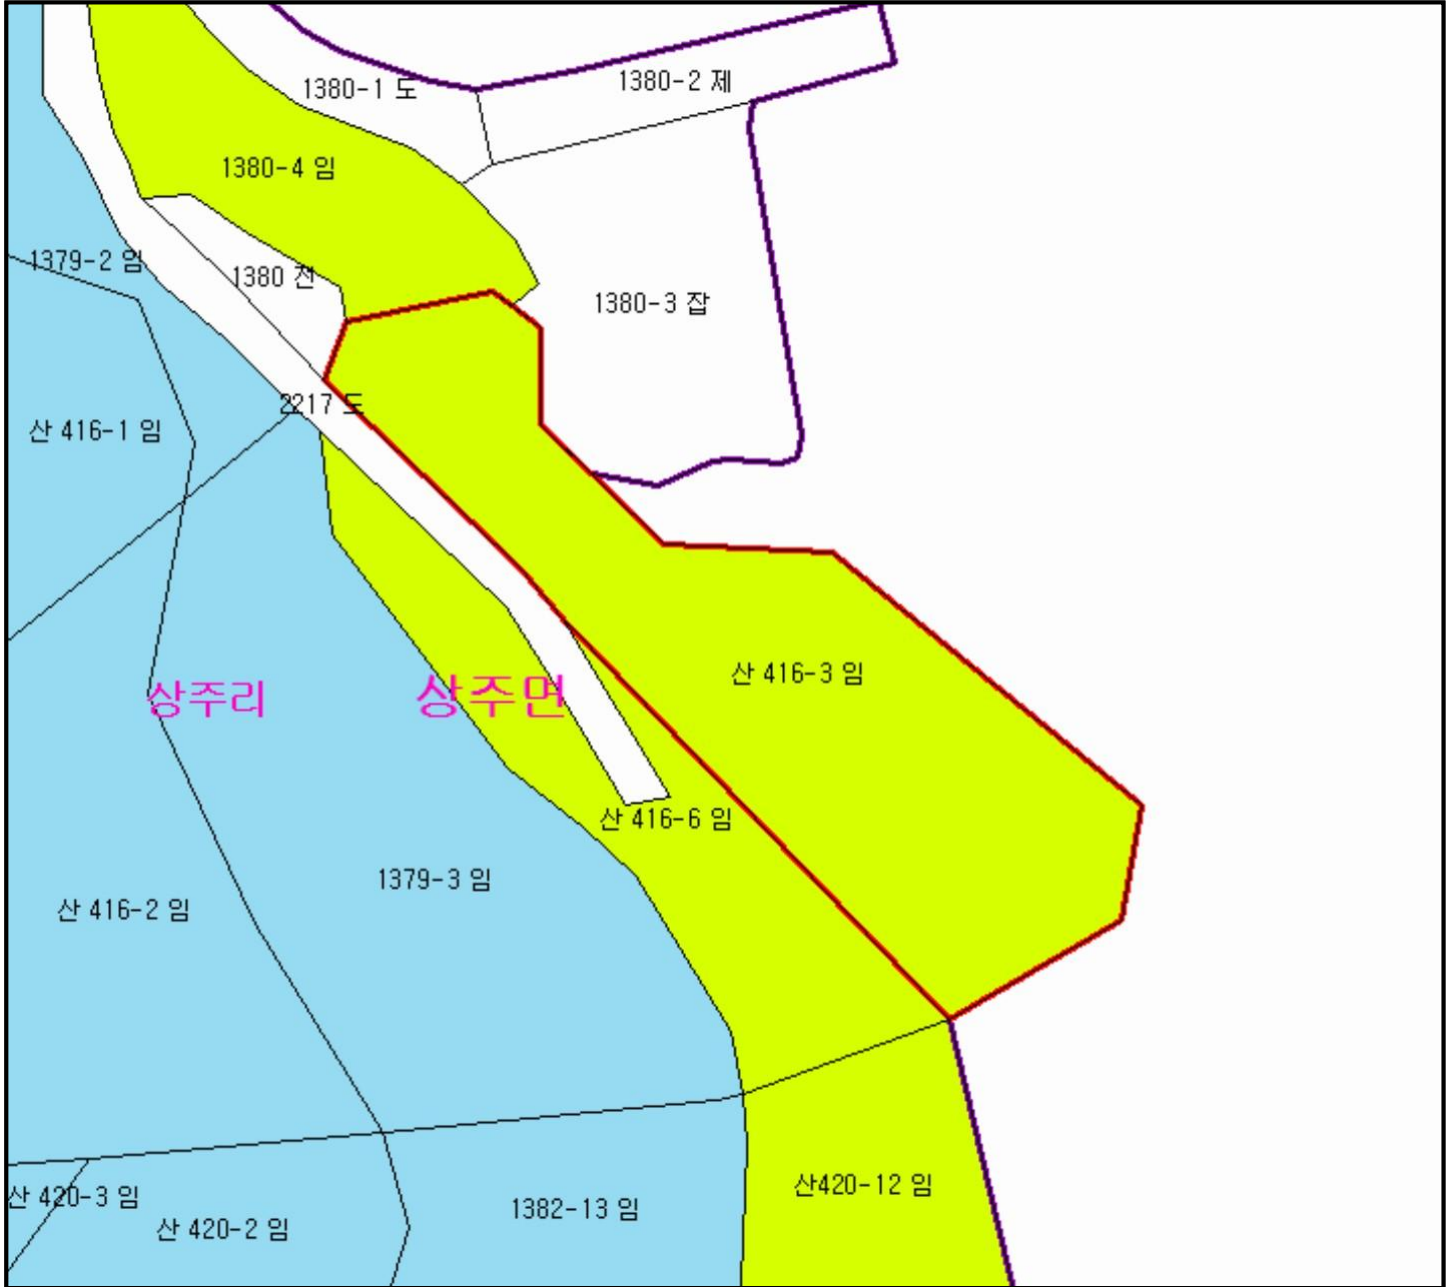 1380-1 도
1380-2 제
1380-4 임
1379-2 임
1380 전
1380-3 잡
2217 도
산 416-1 임
산 416-3 임
상주리
상주면
산 416-6 임
1379-3 임
산 416-2 임
산420-12 임
산 420-3 임
1382-13 임
산 420-2 임